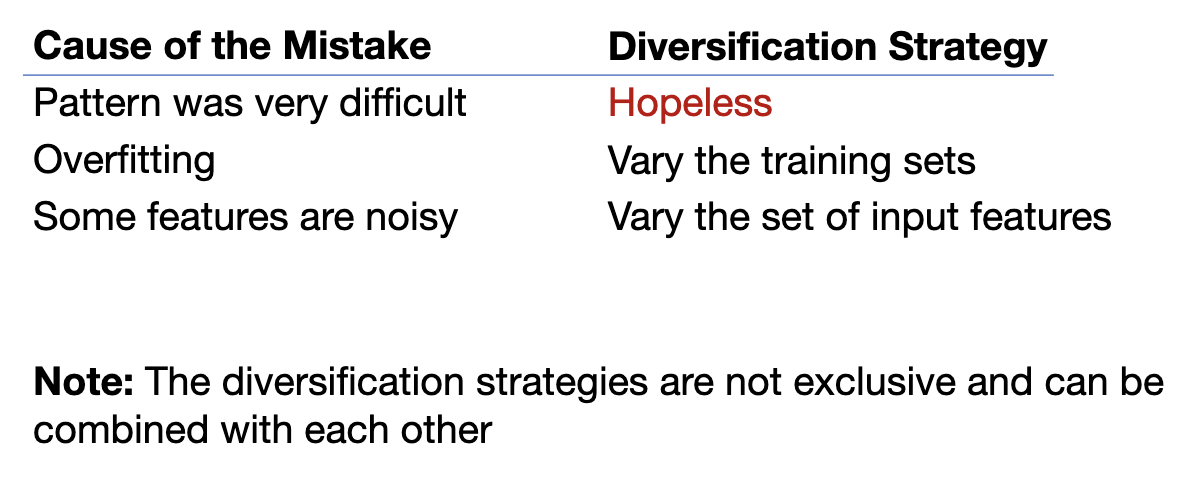 Cause of the Mistake Diversification Strategy
Pattern was very difficult Hopeless
Overfitting Vary the training sets
Some features are noisy Vary the set of input features
Note: The diversification strategies are not exclusive and can be
combined with each other